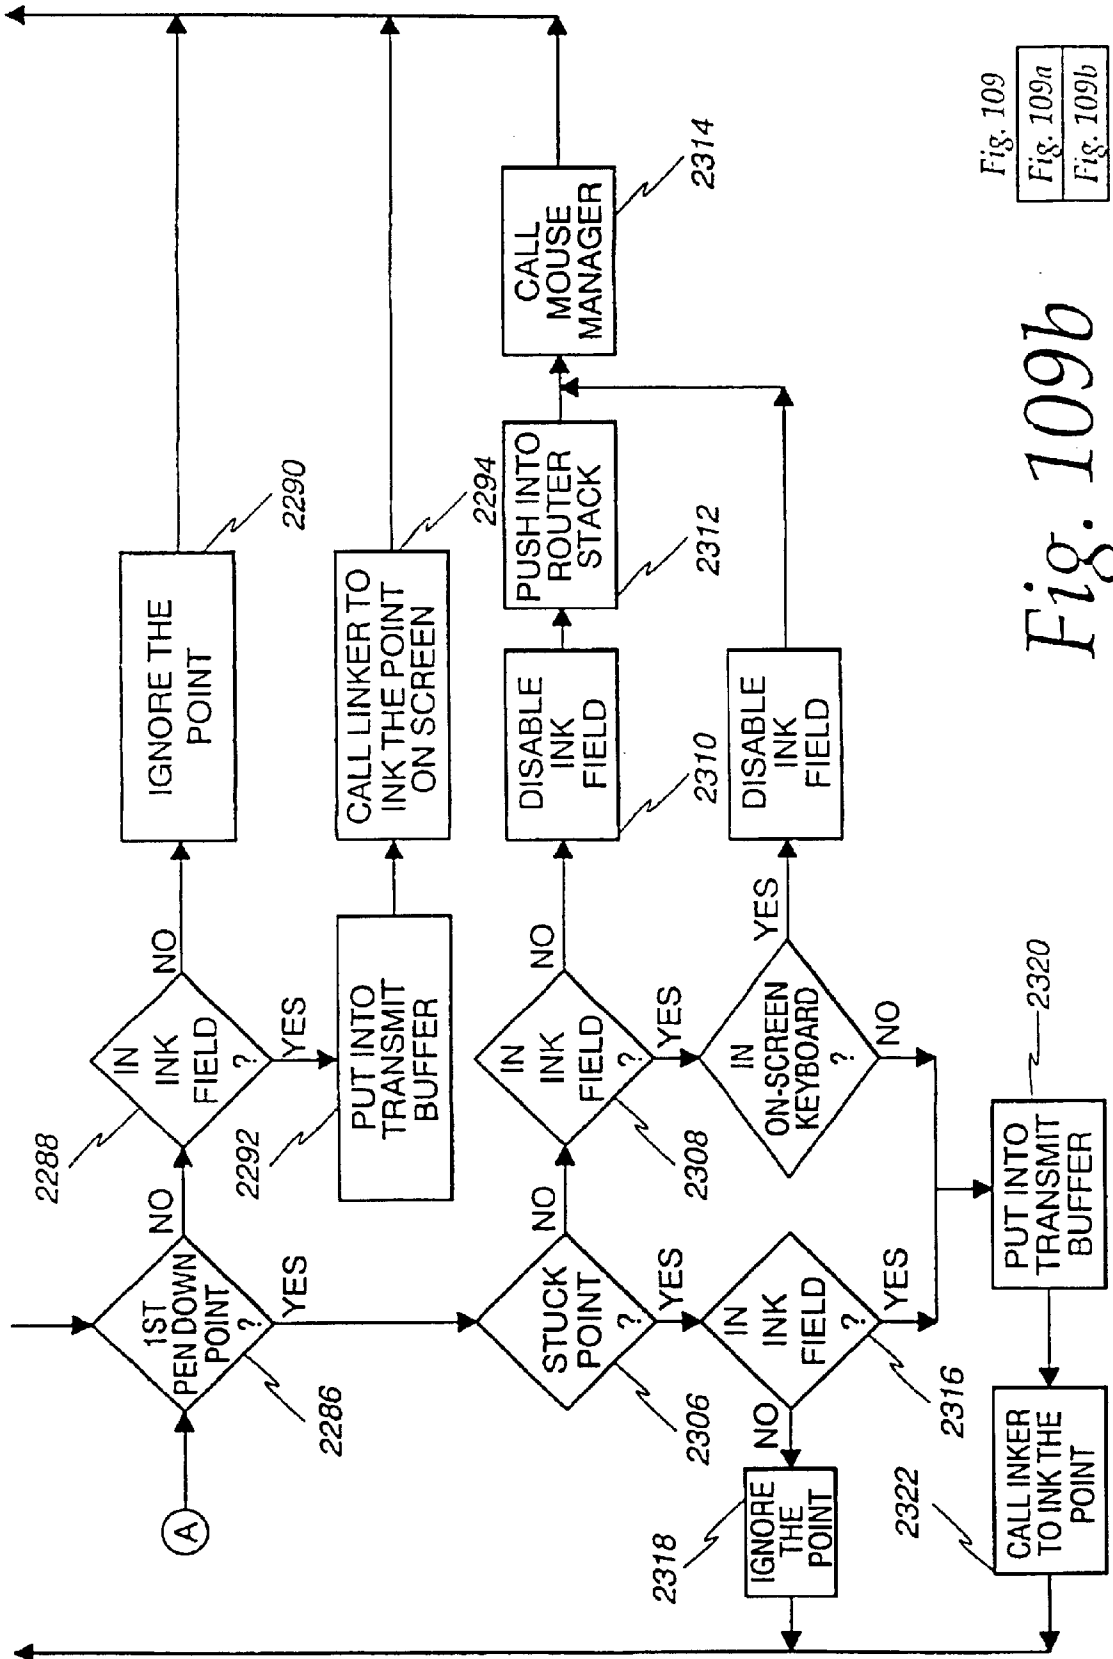 A
1ST
PEN DOWN
POINT
?
2286
NO
YES
IN
INK
FIELD
?
2288
NO
YES
IGNORE THE
POINT
2290
PUT INTO
TRANSMIT
BUFFER
2292
CALL LINKER TO
INK THE POINT
ON SCREEN
2294
STUCK
POINT
?
2306
NO
YES
IN
INK
FIELD
?
2308
NO
YES
DISABLE
INK
FIELD
2310
PUSH INTO
ROUTER
STACK
2312
CALL
MOUSE
MANAGER
2314
IN
INK
FIELD
?
2316
NO
YES
IGNORE
THE
POINT
2318
IN
ON-SCREEN
KEYBOARD
?
YES
NO
DISABLE
INK
FIELD
PUT INTO
TRANSMIT
BUFFER
2320
CALL INKER
TO INK THE
POINT
2322
Fig. 109b
Fig. 109
Fig. 109a
Fig. 109b